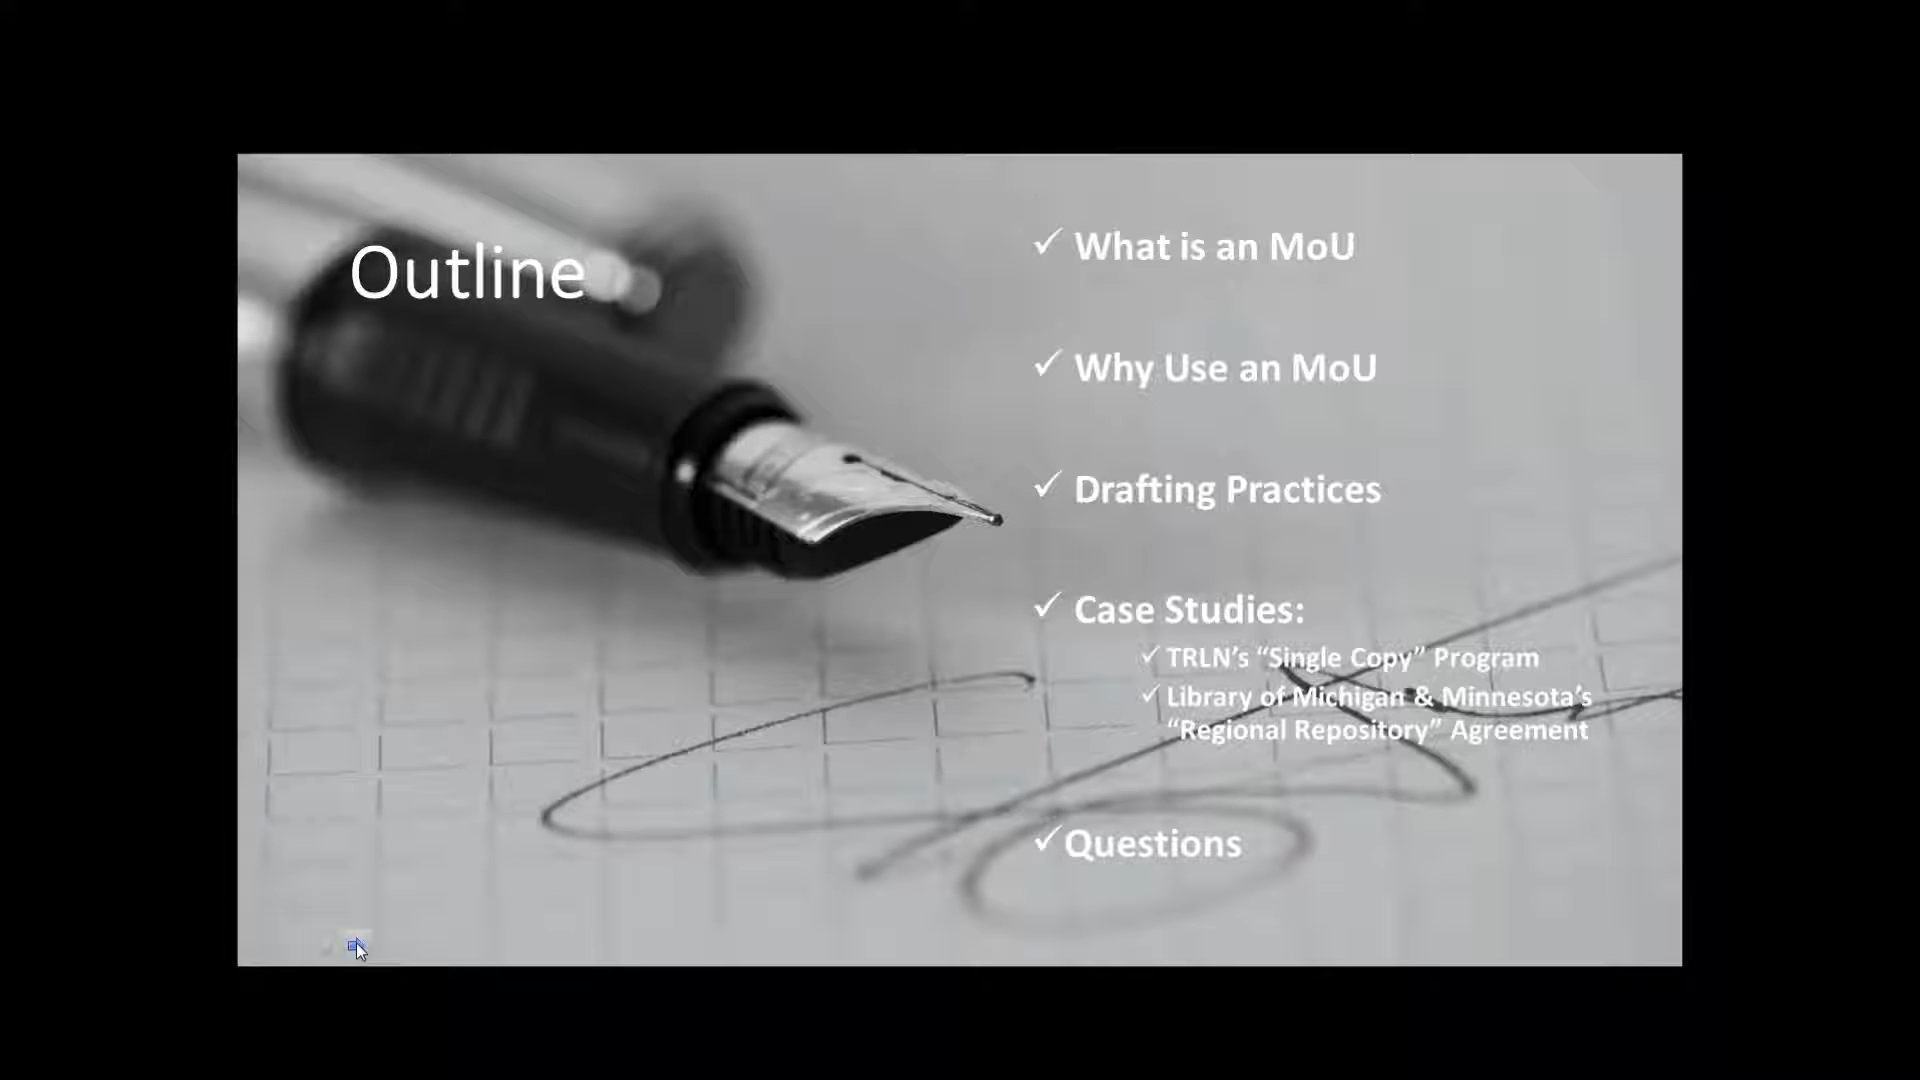 Outline
✓ What is an MoU
✓ Why Use an MoU
✓ Drafting Practices
✓ Case Studies:
✓ TRLN’s “Single Copy” Program
✓ Library of Michigan & Minnesota’s
“Regional Repository” Agreement
✓ Questions